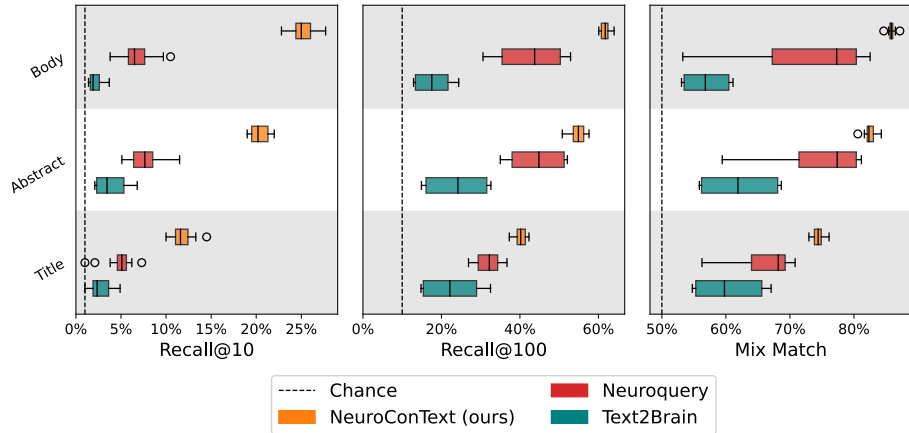 Body
Abstract
Title
0% 5% 10% 15% 20% 25%
Recall@10
0% 20% 40% 60%
Recall@100
50% 60% 70% 80%
Mix Match
Chance
NeuroConText (ours)
Neuroquery
Text2Brain